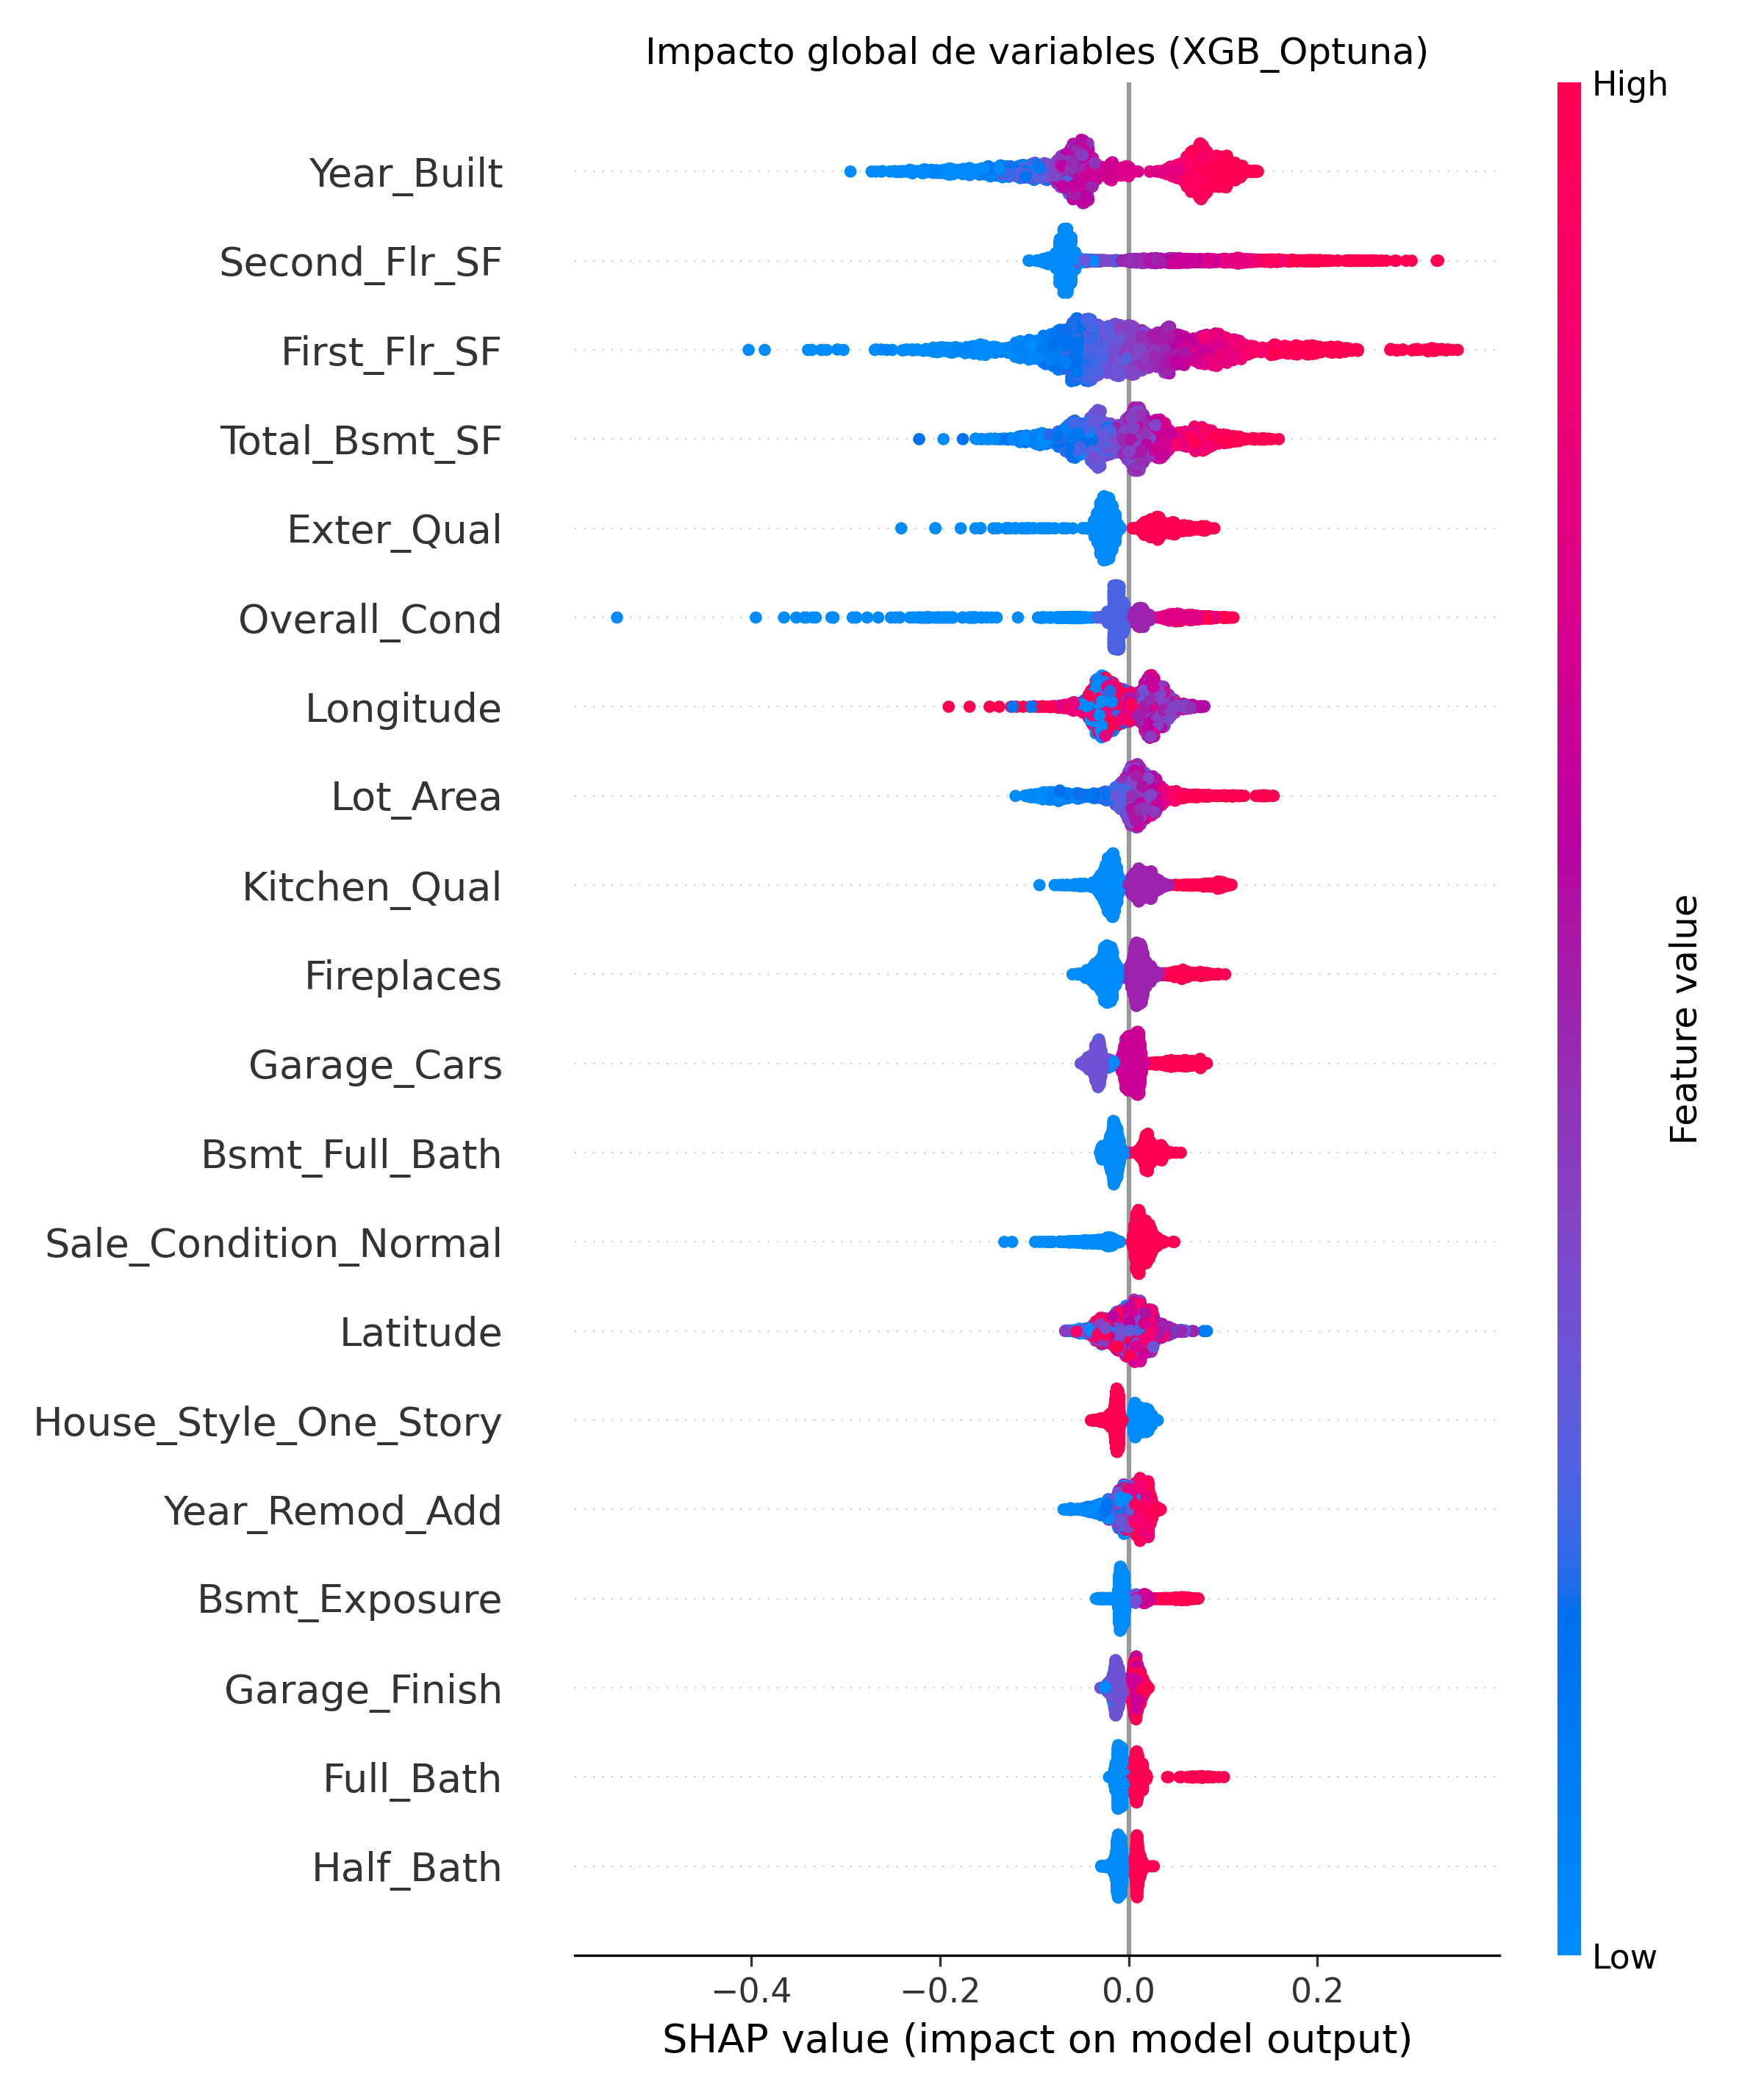 Impacto global de variables (XGB_Optuna)
High
Year_Built
Second_Flr_SF
First_Flr_SF
Total_Bsmt_SF
Exter_Qual
Overall_Cond
Longitude
Lot_Area
Kitchen_Qual
Fireplaces
Garage_Cars
Bsmt_Full_Bath
Sale_Condition_Normal
Latitude
House_Style_One_Story
Year_Remod_Add
Bsmt_Exposure
Garage_Finish
Full_Bath
Half_Bath
Feature value
Low
−0.4 −0.2 0.0 0.2
SHAP value (impact on model output)